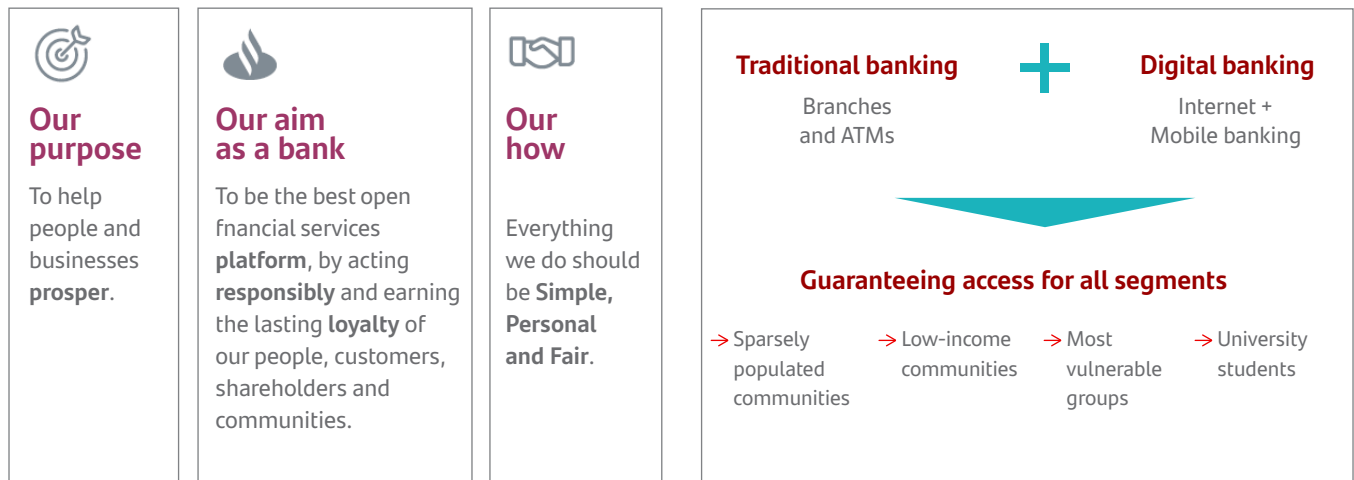 Our
purpose
To help
people and
businesses
prosper.
Our aim
as a bank
To be the best open
fnancial services
platform, by acting
responsibly and earning
the lasting loyalty of
our people, customers,
shareholders and
communities.
Our
how
Everything
we do should
be Simple,
Personal
and Fair.
Traditional banking
Branches
and ATMs
Digital banking
Internet +
Mobile banking
Guaranteeing access for all segments
→ Sparsely
populated
communities
→ Low-income
communities
→ Most
vulnerable
groups
→ University
students